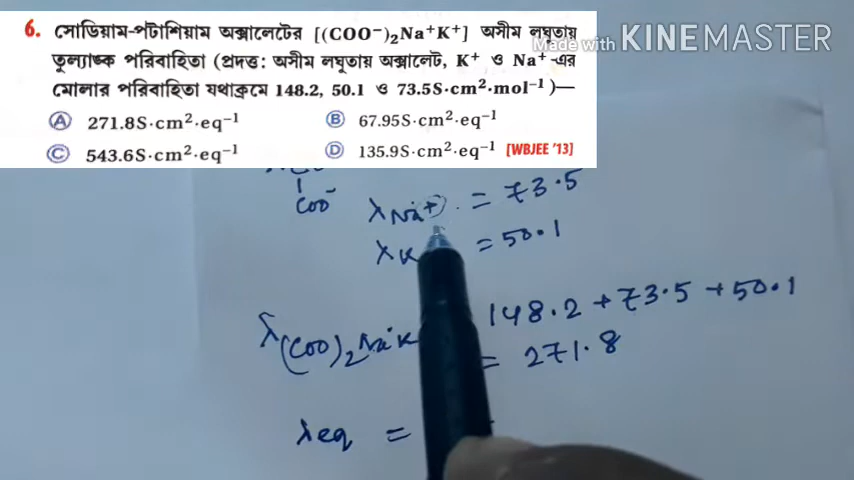 6. সোডিয়াম-পটাশিয়াম অক্সালেটের [(COO⁻)₂Na⁺K⁺] অসীম লঘুতায়
তুল্যাঙ্ক পরিবাহিতা (প্রদত্ত: অসীম লঘুতায় অক্সালেট, K⁺ ও Na⁺-এর
মোলার পরিবাহিতা যথাক্রমে 148.2, 50.1 ও 73.5S·cm²·mol⁻¹)—
Ⓐ 271.8S·cm²·eq⁻¹ Ⓑ 67.95S·cm²·eq⁻¹
Ⓒ 543.6S·cm²·eq⁻¹ Ⓓ 135.9S·cm²·eq⁻¹ [WBJEE '13]
Made with KINEMASTER
COO⁻
λNa⁺ = 73.5
λK = 50.1
λ(COO)₂Na⁺K 148.2 + 73.5 + 50.1
= 271.8
λeq =